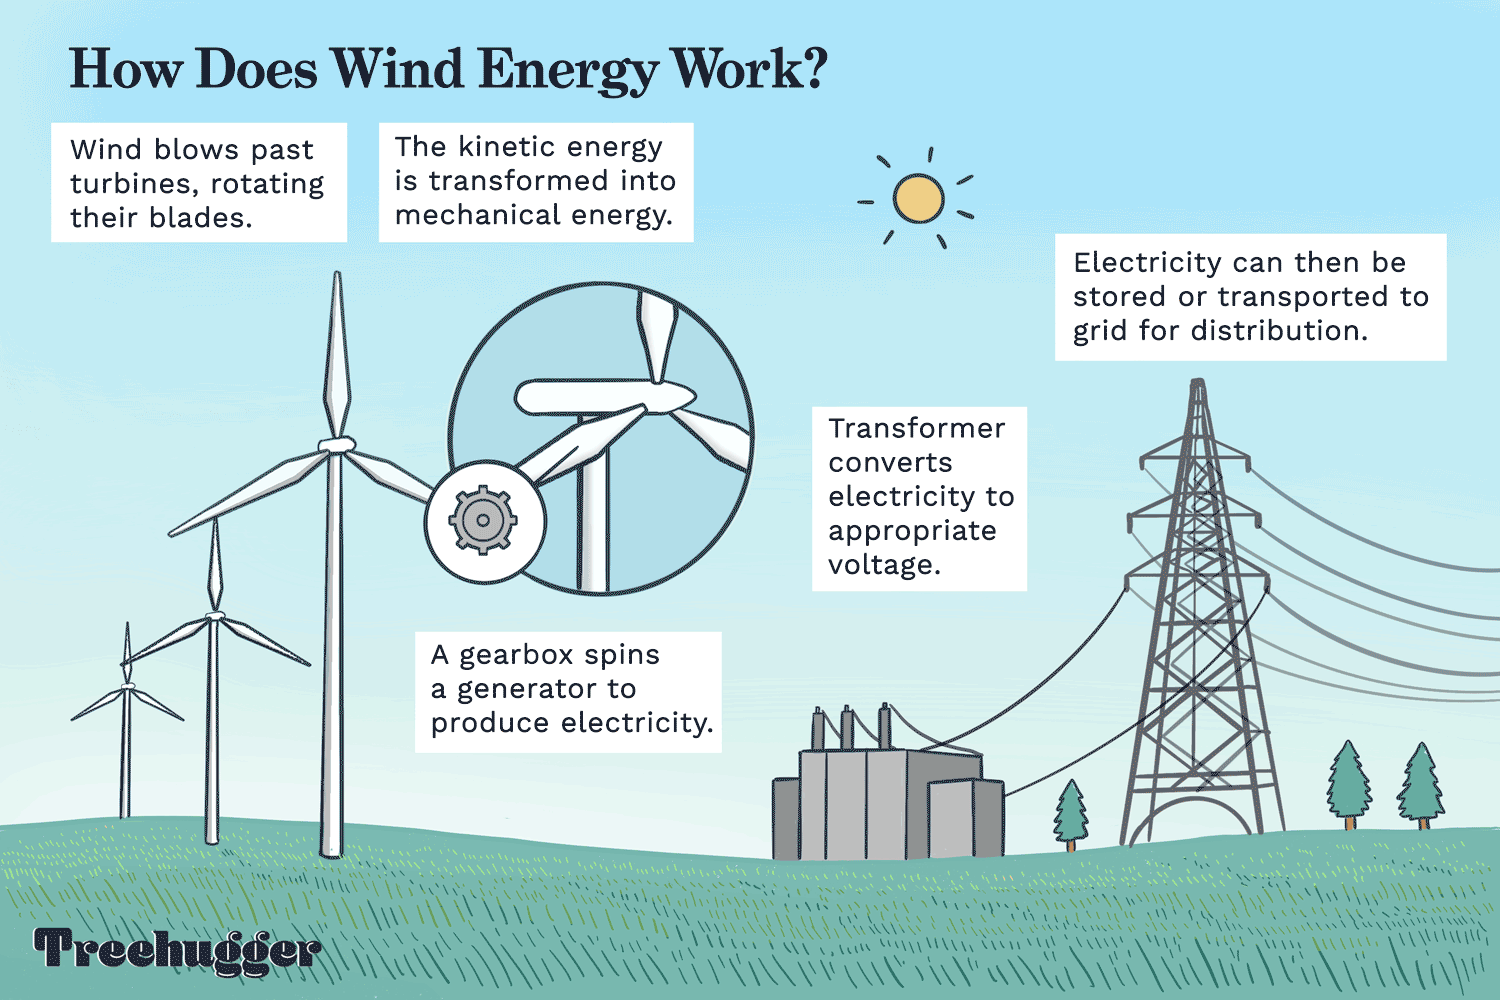 How Does Wind Energy Work?
Wind blows past
turbines, rotating
their blades.
The kinetic energy
is transformed into
mechanical energy.
A gearbox spins
a generator to
produce electricity.
Transformer
converts
electricity to
appropriate
voltage.
Electricity can then be
stored or transported to
grid for distribution.
Treehugger